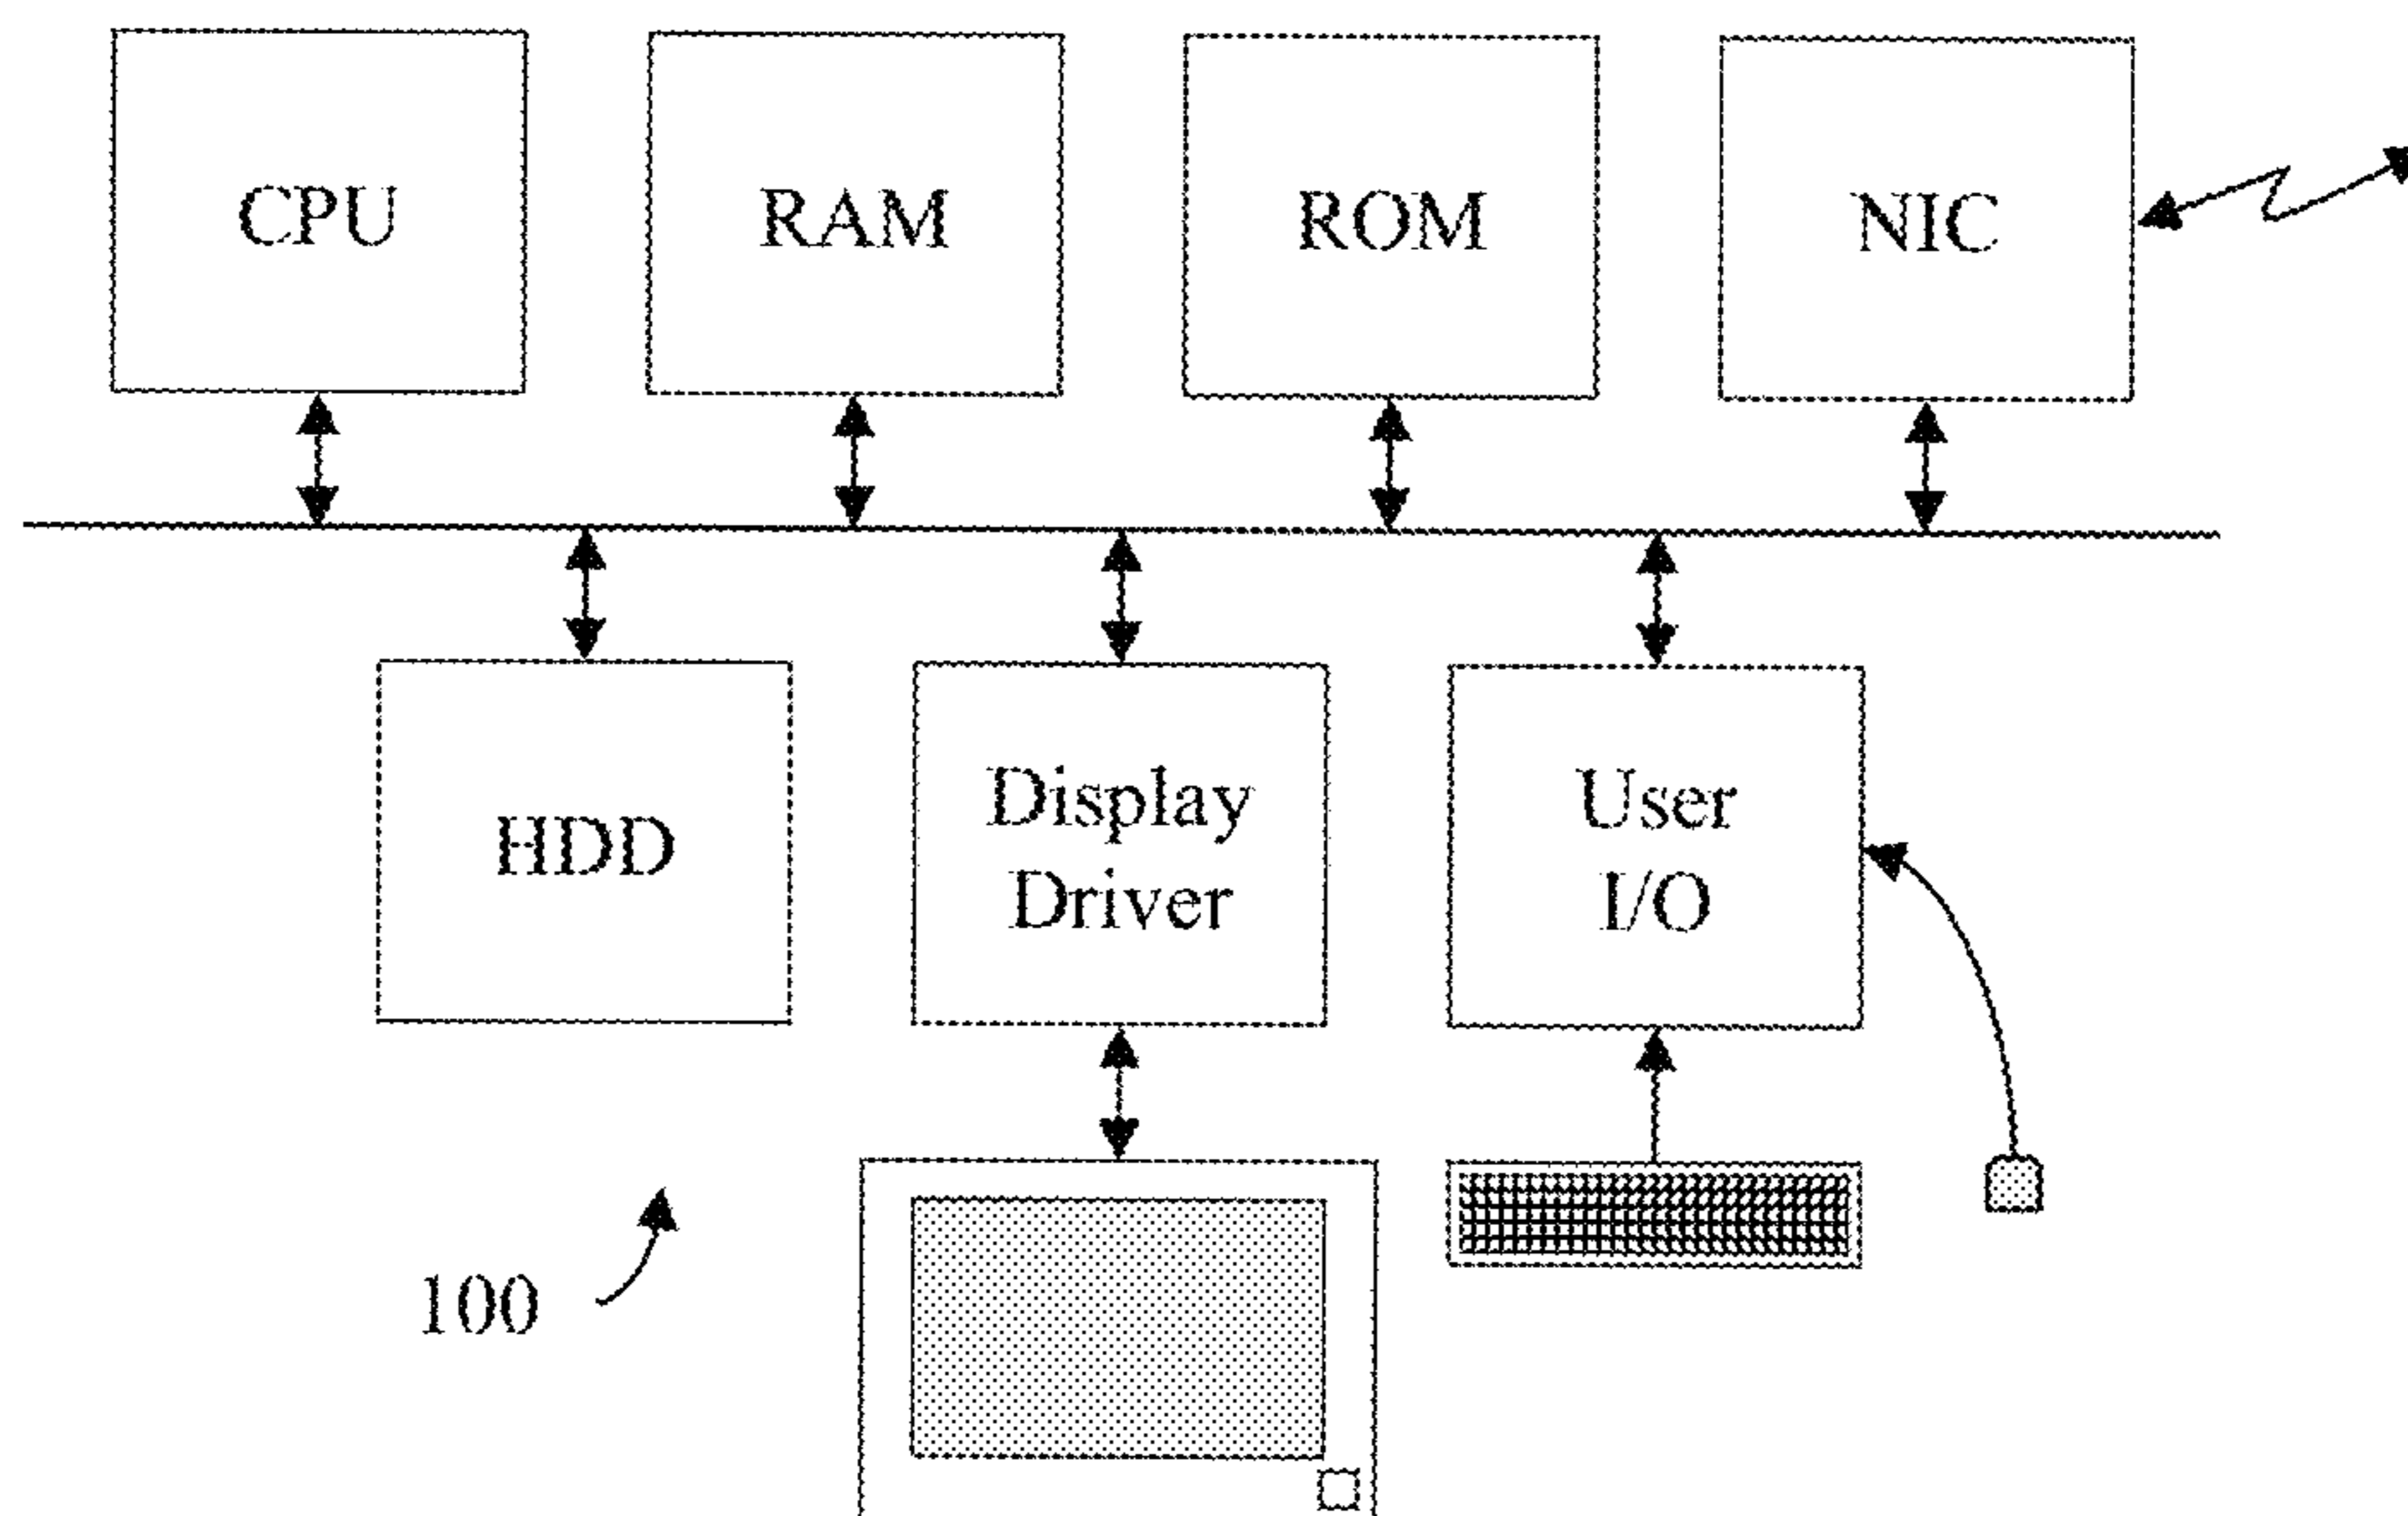 CPU
RAM
ROM
NIC
HDD
Display
Driver
User
I/O
100